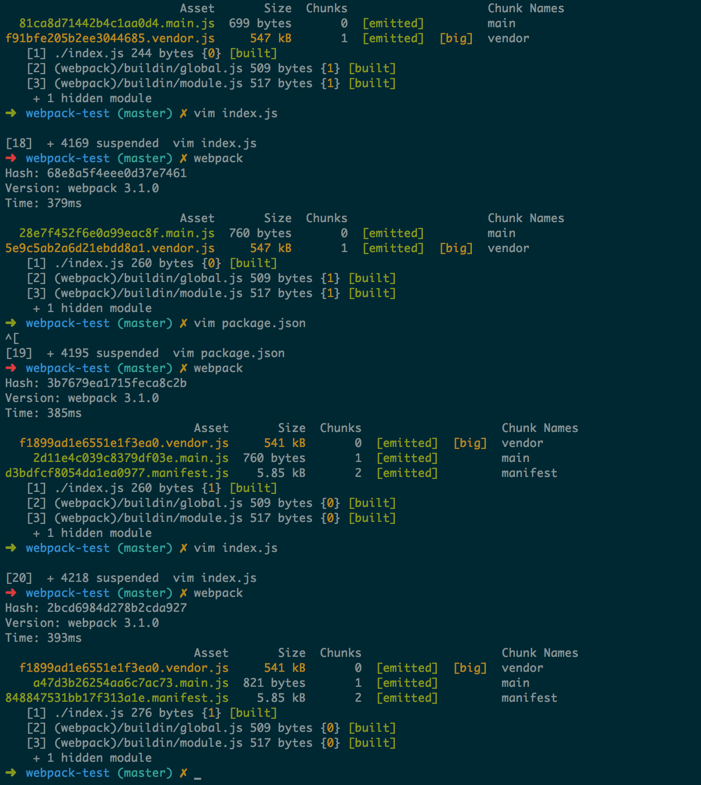 Asset Size Chunks Chunk Names
81ca8d71442b4c1aa0d4.main.js 699 bytes 0 [emitted] main
f91bfe205b2ee3044685.vendor.js 547 kB 1 [emitted] [big] vendor
[1] ./index.js 244 bytes {0} [built]
[2] (webpack)/buildin/global.js 509 bytes {1} [built]
[3] (webpack)/buildin/module.js 517 bytes {1} [built]
+ 1 hidden module
➜ webpack-test (master) ✗ vim index.js
[18] + 4169 suspended vim index.js
➜ webpack-test (master) ✗ webpack
Hash: 68e8a5f4eee0d37e7461
Version: webpack 3.1.0
Time: 379ms
Asset Size Chunks Chunk Names
28e7f452f6e0a99eac8f.main.js 760 bytes 0 [emitted] main
5e9c5ab2a6d21ebdd8a1.vendor.js 547 kB 1 [emitted] [big] vendor
[1] ./index.js 260 bytes {0} [built]
[2] (webpack)/buildin/global.js 509 bytes {1} [built]
[3] (webpack)/buildin/module.js 517 bytes {1} [built]
+ 1 hidden module
➜ webpack-test (master) ✗ vim package.json
^[
[19] + 4195 suspended vim package.json
➜ webpack-test (master) ✗ webpack
Hash: 3b7679ea1715feca8c2b
Version: webpack 3.1.0
Time: 385ms
Asset Size Chunks Chunk Names
f1899ad1e6551e1f3ea0.vendor.js 541 kB 0 [emitted] [big] vendor
2d11e4c039c8379df03e.main.js 760 bytes 1 [emitted] main
d3bdfcf8054da1ea0977.manifest.js 5.85 kB 2 [emitted] manifest
[1] ./index.js 260 bytes {1} [built]
[2] (webpack)/buildin/global.js 509 bytes {0} [built]
[3] (webpack)/buildin/module.js 517 bytes {0} [built]
+ 1 hidden module
➜ webpack-test (master) ✗ vim index.js
[20] + 4218 suspended vim index.js
➜ webpack-test (master) ✗ webpack
Hash: 2bcd6984d278b2cda927
Version: webpack 3.1.0
Time: 393ms
Asset Size Chunks Chunk Names
f1899ad1e6551e1f3ea0.vendor.js 541 kB 0 [emitted] [big] vendor
a47d3b26254aa6c7ac73.main.js 821 bytes 1 [emitted] main
848847531bb17f313a1e.manifest.js 5.85 kB 2 [emitted] manifest
[1] ./index.js 276 bytes {1} [built]
[2] (webpack)/buildin/global.js 509 bytes {0} [built]
[3] (webpack)/buildin/module.js 517 bytes {0} [built]
+ 1 hidden module
➜ webpack-test (master) ✗ _